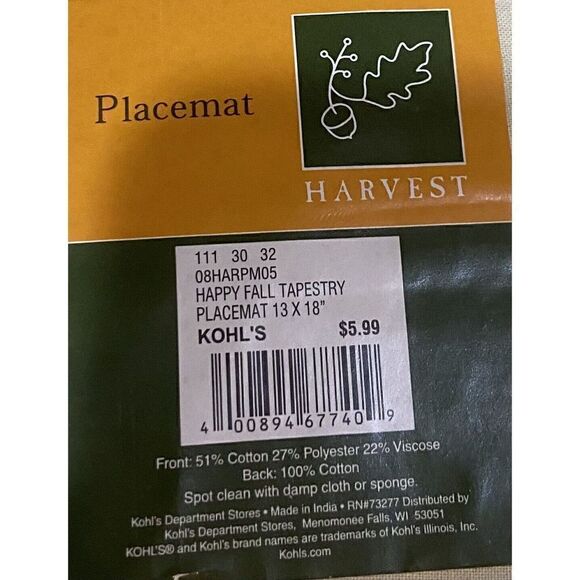 Placemat
HARVEST
111 30 32
08HARPM05
HAPPY FALL TAPESTRY
PLACEMAT 13 X 18"
KOHL'S $5.99
4 00894 67740 9
Front: 51% Cotton 27% Polyester 22% Viscose
Back: 100% Cotton
Spot clean with damp cloth or sponge.
Kohl's Department Stores • Made in India • RN#73277 Distributed by
Kohl's Department Stores, Menomonee Falls, WI 53051
KOHL'S® and Kohl's brand names are trademarks of Kohl's Illinois, Inc.
Kohls.com